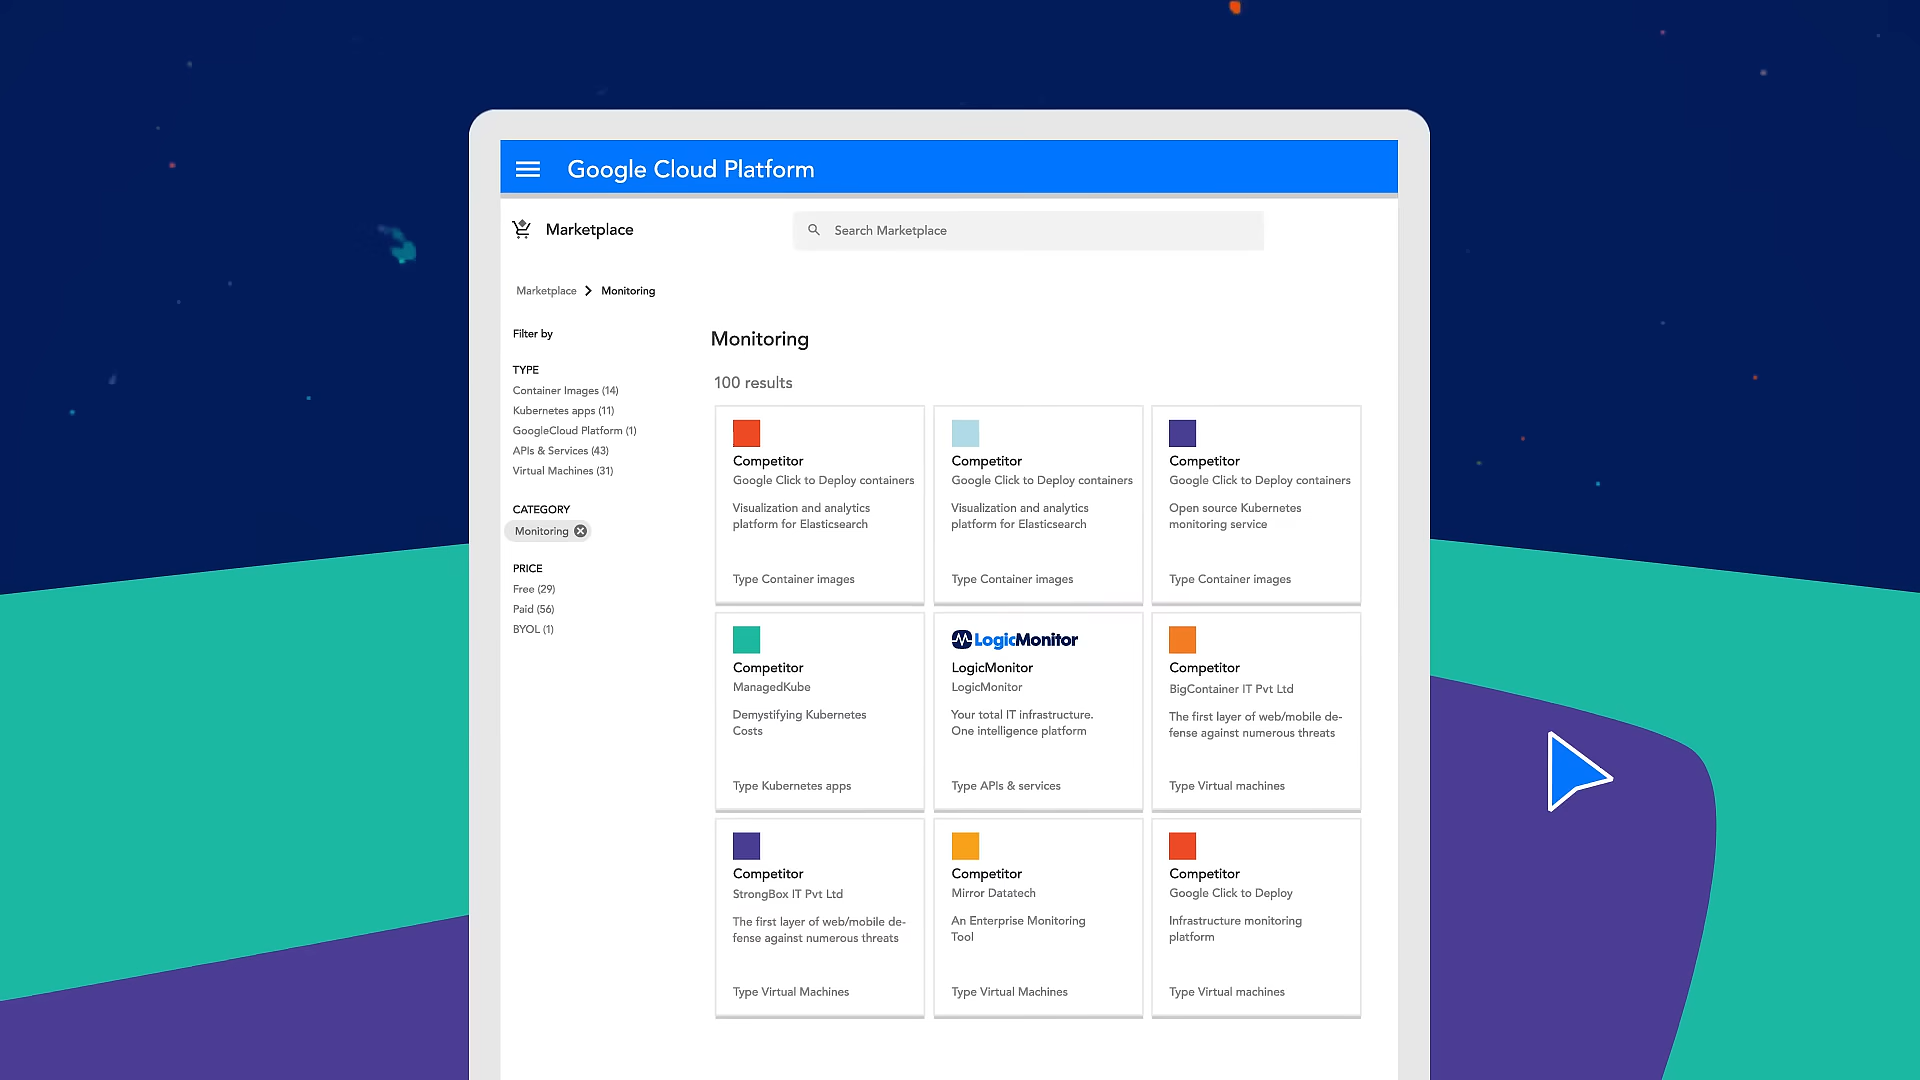 Google Cloud Platform
Marketplace
Search Marketplace
Marketplace Monitoring
Filter by
TYPE
Container Images (14)
Kubernetes apps (11)
GoogleCloud Platform (1)
APIs & Services (43)
Virtual Machines (31)
CATEGORY
Monitoring
PRICE
Free (29)
Paid (56)
BYOL (1)
Monitoring
100 results
Competitor
Google Click to Deploy containers
Visualization and analytics
platform for Elasticsearch
Type Container images
Competitor
Google Click to Deploy containers
Visualization and analytics
platform for Elasticsearch
Type Container images
Competitor
Google Click to Deploy containers
Open source Kubernetes
monitoring service
Type Container images
Competitor
ManagedKube
Demystifying Kubernetes
Costs
Type Kubernetes apps
LogicMonitor
LogicMonitor
LogicMonitor
Your total IT infrastructure.
One intelligence platform
Type APIs & services
Competitor
BigContainer IT Pvt Ltd
The first layer of web/mobile de-
fense against numerous threats
Type Virtual machines
Competitor
StrongBox IT Pvt Ltd
The first layer of web/mobile de-
fense against numerous threats
Type Virtual Machines
Competitor
Mirror Datatech
An Enterprise Monitoring
Tool
Type Virtual Machines
Competitor
Google Click to Deploy
Infrastructure monitoring
platform
Type Virtual machines